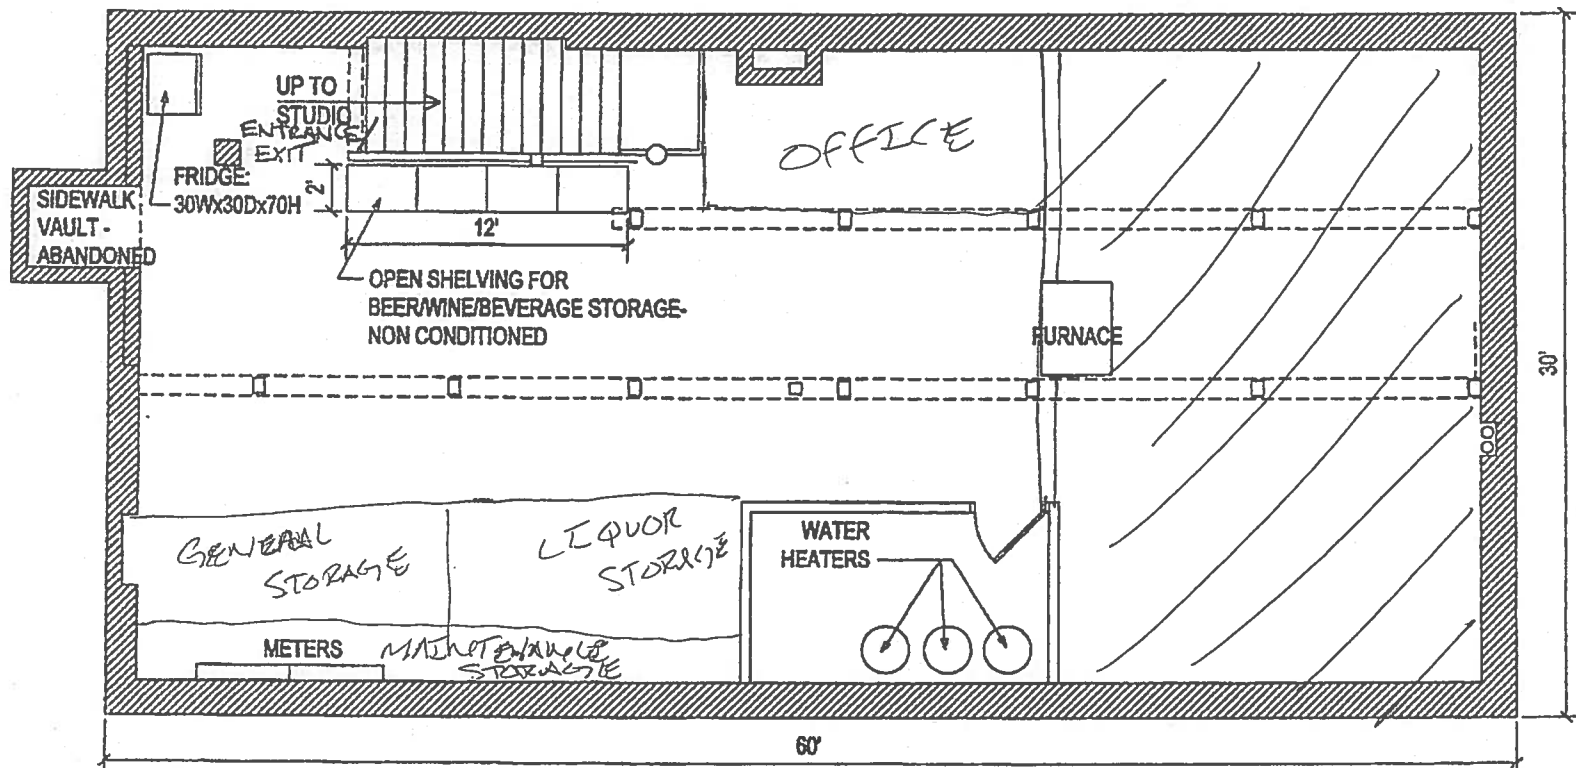 UP TO
STUDIO
ENTRANCE
EXIT
OFFICE
FRIDGE:
30Wx30Dx70H
2'
12'
SIDEWALK
VAULT -
ABANDONED
OPEN SHELVING FOR
BEER/WINE/BEVERAGE STORAGE-
NON CONDITIONED
FURNACE
30'
GENERAL
STORAGE
LIQUOR
STORAGE
WATER
HEATERS
METERS
MAINTENANCE
STORAGE
60'